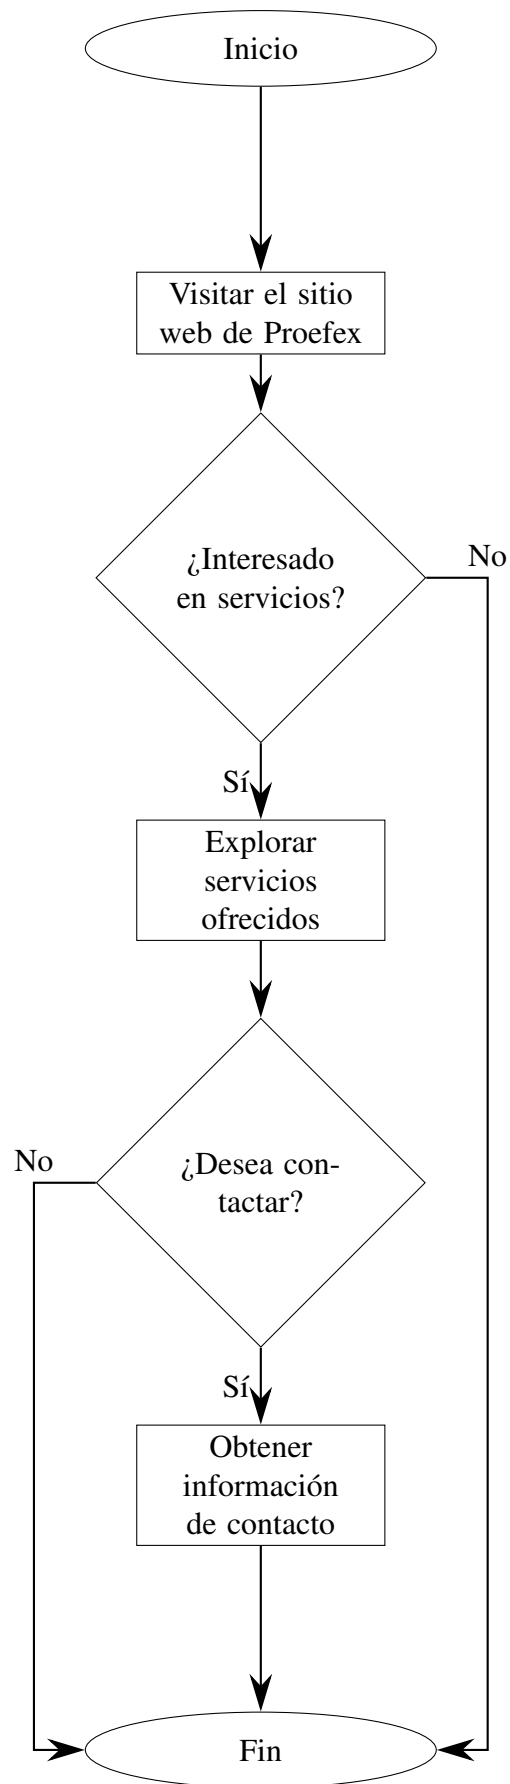 Inicio
Visitar el sitio
web de Proefex
¿Interesado
en servicios?
No
Sí
Explorar
servicios
ofrecidos
¿Desea con-
tactar?
No
Sí
Obtener
información
de contacto
Fin